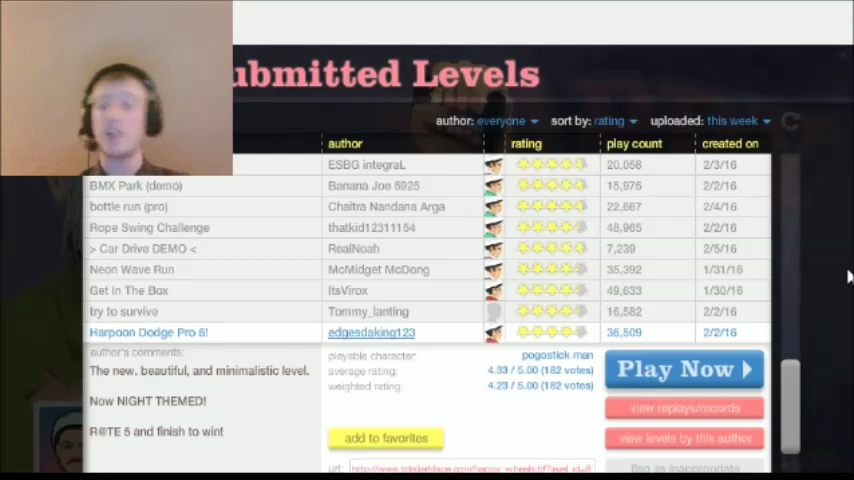 ubmitted Levels
author: everyone sort by: rating uploaded: this week
author rating play count created on
ESBG integraL 20,058 2/3/16
BMX Park (demo) Banana Joe 5925 15,975 2/2/16
bottle run (pro) Chaitra Nandana Arga 22,687 2/4/16
Rope Swing Challenge thatkid12311154 48,965 2/2/16
> Car Drive DEMO < RealNoah 7,239 2/5/16
Neon Wave Run McMidget McDong 35,392 1/31/16
Get In The Box ItsVirox 49,633 1/30/16
try to survive Tommy_lanting 16,582 2/2/16
Harpoon Dodge Pro 6! edgesdaking123 36,509 2/2/16
author's comments:
The new, beautiful, and minimalistic level.
Now NIGHT THEMED!
R@TE 5 and finish to win!
playable character: pogostick man
average rating: 4.33 / 5.00 (182 votes)
weighted rating: 4.23 / 5.00 (182 votes)
add to favorites
url:
Play Now
view replays/records
view levels by this author
flag as inappropriate